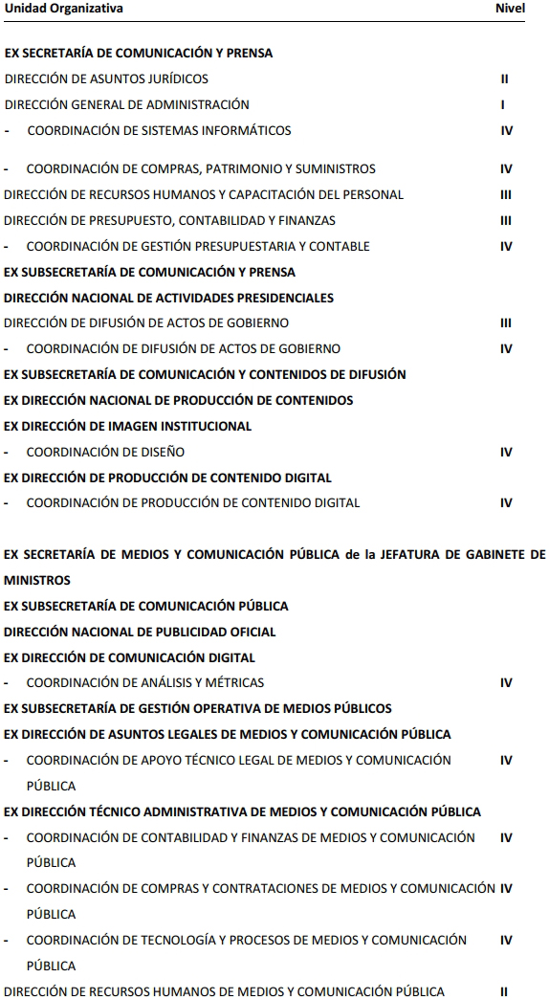 Unidad Organizativa Nivel
EX SECRETARÍA DE COMUNICACIÓN Y PRENSA
DIRECCIÓN DE ASUNTOS JURÍDICOS II
DIRECCIÓN GENERAL DE ADMINISTRACIÓN I
- COORDINACIÓN DE SISTEMAS INFORMÁTICOS IV
- COORDINACIÓN DE COMPRAS, PATRIMONIO Y SUMINISTROS IV
DIRECCIÓN DE RECURSOS HUMANOS Y CAPACITACIÓN DEL PERSONAL III
DIRECCIÓN DE PRESUPUESTO, CONTABILIDAD Y FINANZAS III
- COORDINACIÓN DE GESTIÓN PRESUPUESTARIA Y CONTABLE IV
EX SUBSECRETARÍA DE COMUNICACIÓN Y PRENSA
DIRECCIÓN NACIONAL DE ACTIVIDADES PRESIDENCIALES
DIRECCIÓN DE DIFUSIÓN DE ACTOS DE GOBIERNO III
- COORDINACIÓN DE DIFUSIÓN DE ACTOS DE GOBIERNO IV
EX SUBSECRETARÍA DE COMUNICACIÓN Y CONTENIDOS DE DIFUSIÓN
EX DIRECCIÓN NACIONAL DE PRODUCCIÓN DE CONTENIDOS
EX DIRECCIÓN DE IMAGEN INSTITUCIONAL
- COORDINACIÓN DE DISEÑO IV
EX DIRECCIÓN DE PRODUCCIÓN DE CONTENIDO DIGITAL
- COORDINACIÓN DE PRODUCCIÓN DE CONTENIDO DIGITAL IV
EX SECRETARÍA DE MEDIOS Y COMUNICACIÓN PÚBLICA de la JEFATURA DE GABINETE DE
MINISTROS
EX SUBSECRETARÍA DE COMUNICACIÓN PÚBLICA
DIRECCIÓN NACIONAL DE PUBLICIDAD OFICIAL
EX DIRECCIÓN DE COMUNICACIÓN DIGITAL
- COORDINACIÓN DE ANÁLISIS Y MÉTRICAS IV
EX SUBSECRETARÍA DE GESTIÓN OPERATIVA DE MEDIOS PÚBLICOS
EX DIRECCIÓN DE ASUNTOS LEGALES DE MEDIOS Y COMUNICACIÓN PÚBLICA
- COORDINACIÓN DE APOYO TÉCNICO LEGAL DE MEDIOS Y COMUNICACIÓN IV
PÚBLICA
EX DIRECCIÓN TÉCNICO ADMINISTRATIVA DE MEDIOS Y COMUNICACIÓN PÚBLICA
- COORDINACIÓN DE CONTABILIDAD Y FINANZAS DE MEDIOS Y COMUNICACIÓN IV
PÚBLICA
- COORDINACIÓN DE COMPRAS Y CONTRATACIONES DE MEDIOS Y COMUNICACIÓN IV
PÚBLICA
- COORDINACIÓN DE TECNOLOGÍA Y PROCESOS DE MEDIOS Y COMUNICACIÓN IV
PÚBLICA
DIRECCIÓN DE RECURSOS HUMANOS DE MEDIOS Y COMUNICACIÓN PÚBLICA II